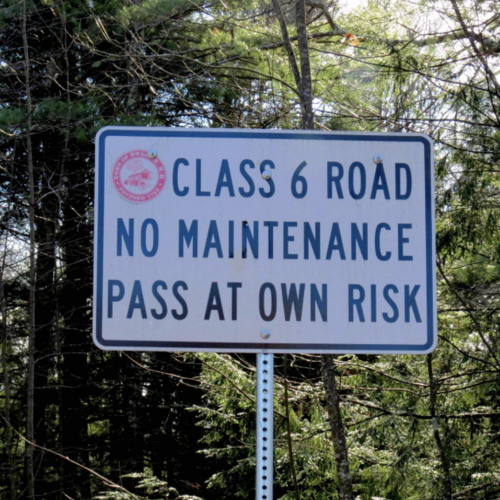 CLASS 6 ROAD
NO MAINTENANCE
PASS AT OWN RISK